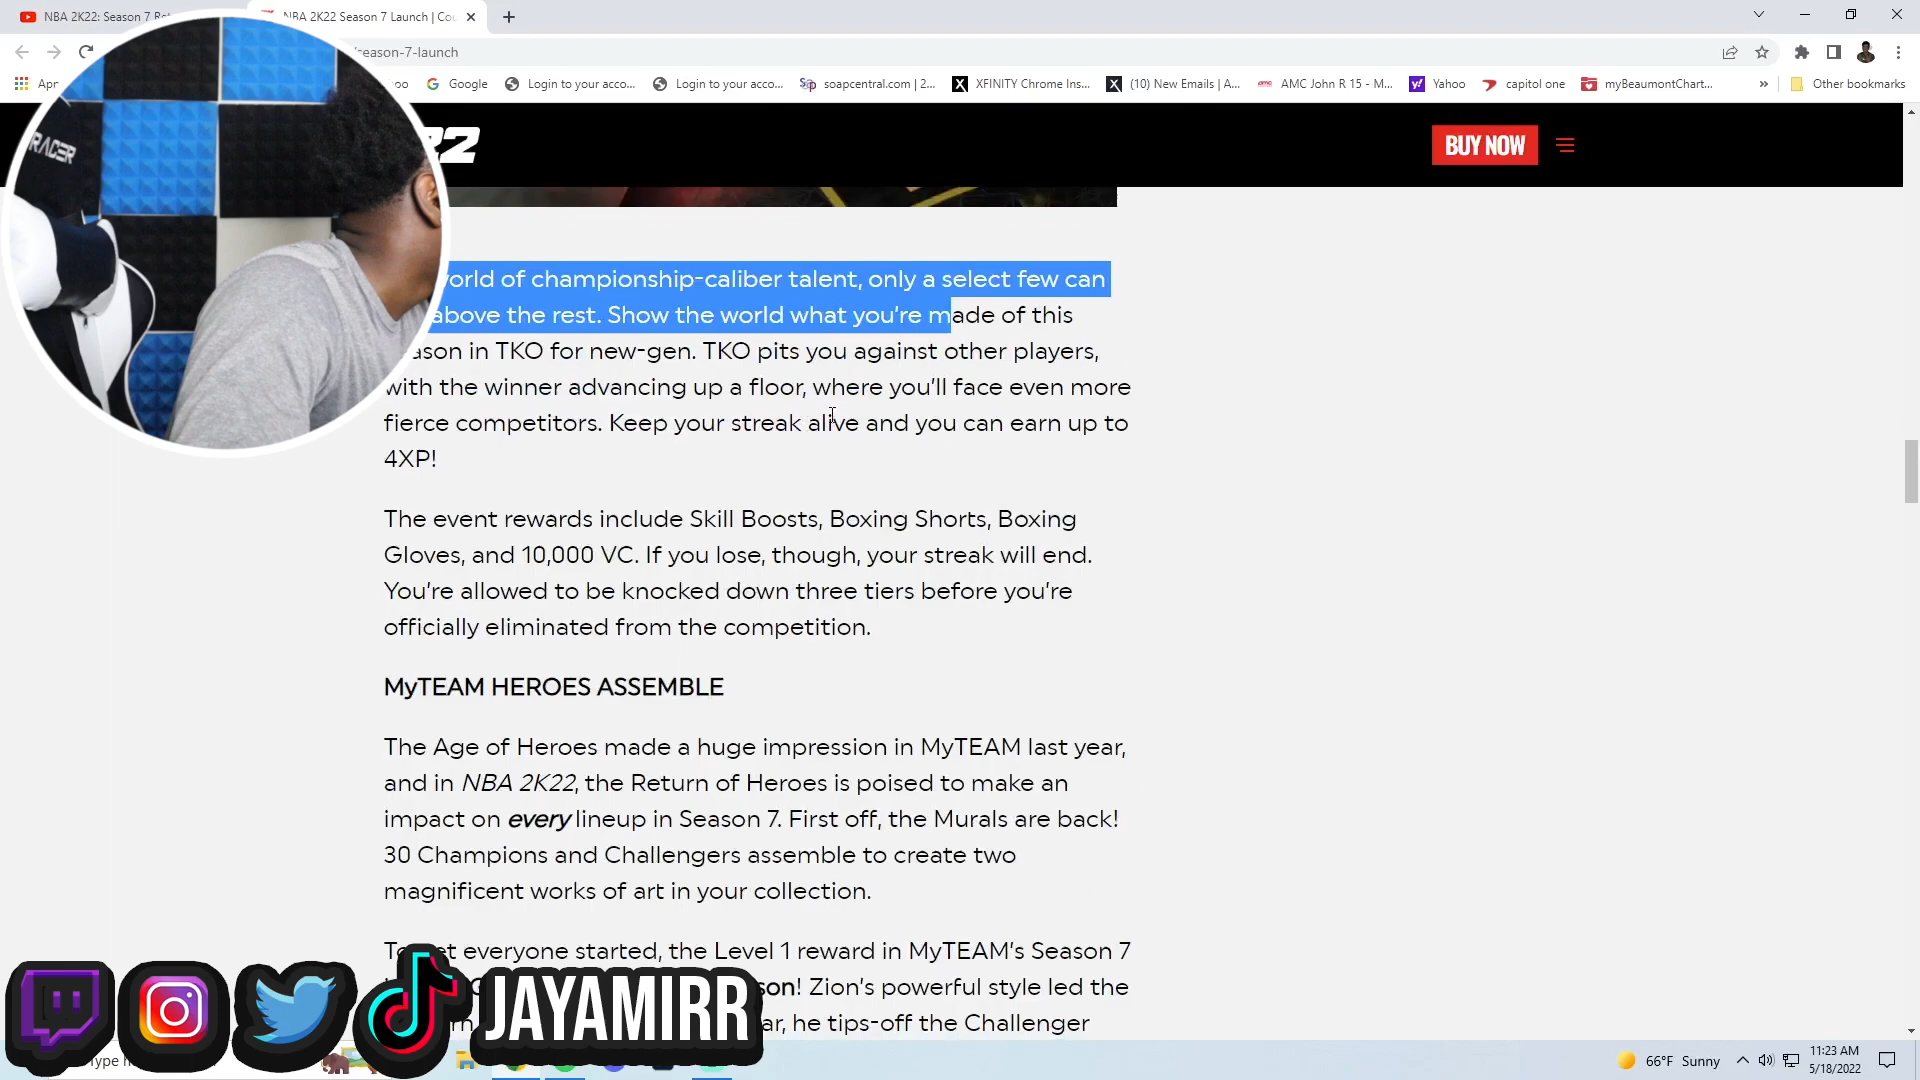 NBA 2K22: Season 7 Re
NBA 2K22 Season 7 Launch | Cou
season-7-launch
Google
Login to your acco...
Login to your acco...
soapcentral.com | 2...
XFINITY Chrome Ins...
(10) New Emails | A...
AMC John R 15 - M...
Yahoo
capitol one
myBeaumontChart...
»
Other bookmarks
RACER
BUY NOW
world of championship-caliber talent, only a select few can
above the rest. Show the world what you're made of this
ason in TKO for new-gen. TKO pits you against other players,
with the winner advancing up a floor, where you'll face even more
fierce competitors. Keep your streak alive and you can earn up to
4XP!
The event rewards include Skill Boosts, Boxing Shorts, Boxing
Gloves, and 10,000 VC. If you lose, though, your streak will end.
You're allowed to be knocked down three tiers before you're
officially eliminated from the competition.
MyTEAM HEROES ASSEMBLE
The Age of Heroes made a huge impression in MyTEAM last year,
and in NBA 2K22, the Return of Heroes is poised to make an
impact on every lineup in Season 7. First off, the Murals are back!
30 Champions and Challengers assemble to create two
magnificent works of art in your collection.
everyone started, the Level 1 reward in MyTEAM's Season 7
son! Zion's powerful style led the
ar, he tips-off the Challenger
JAYAMIRR
66°F Sunny
11:23 AM
5/18/2022